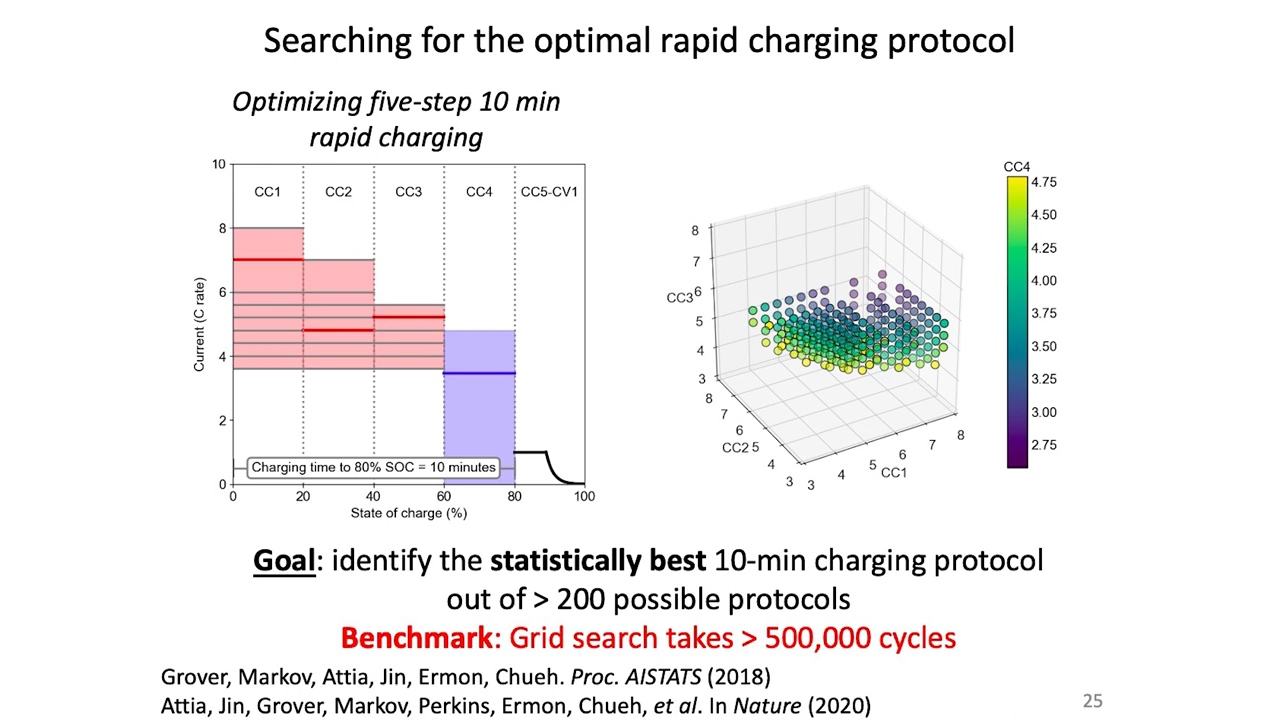 Searching for the optimal rapid charging protocol
Optimizing five-step 10 min
rapid charging
10
8
6
4
2
0
Current (C rate)
CC1
CC2
CC3
CC4
CC5-CV1
Charging time to 80% SOC = 10 minutes
0
20
40
60
80
100
State of charge (%)
8
7
6
5
4
3
CC3
8
7
6
5
4
3
CC2
3
4
5
6
7
8
CC1
CC4
4.75
4.50
4.25
4.00
3.75
3.50
3.25
3.00
2.75
Goal: identify the statistically best 10-min charging protocol
out of > 200 possible protocols
Benchmark: Grid search takes > 500,000 cycles
Grover, Markov, Attia, Jin, Ermon, Chueh. Proc. AISTATS (2018)
Attia, Jin, Grover, Markov, Perkins, Ermon, Chueh, et al. In Nature (2020)
25